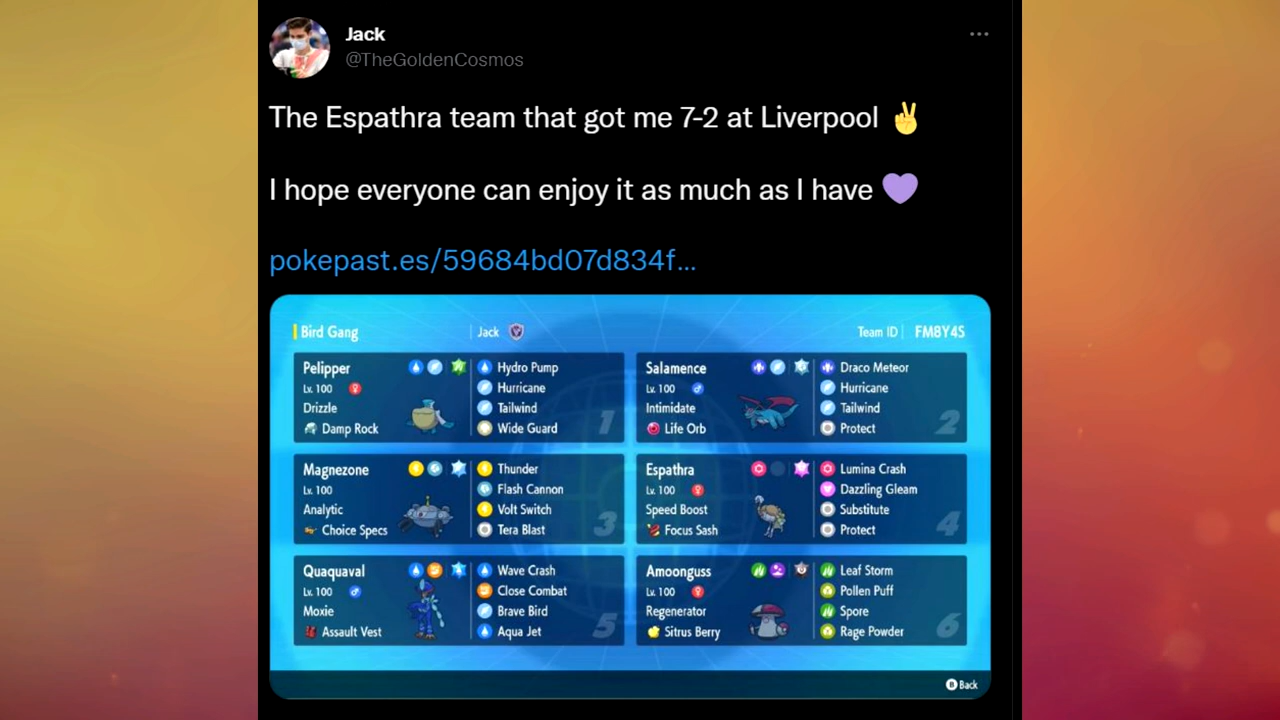 Jack
@TheGoldenCosmos
The Espathra team that got me 7-2 at Liverpool ✌
I hope everyone can enjoy it as much as I have 💜
pokepast.es/59684bd07d834f...
Bird Gang Jack Team ID FM8Y4S
Pelipper
Lv. 100
Drizzle
Damp Rock
Hydro Pump
Hurricane
Tailwind
Wide Guard
1
Salamence
Lv. 100
Intimidate
Life Orb
Draco Meteor
Hurricane
Tailwind
Protect
2
Magnezone
Lv. 100
Analytic
Choice Specs
Thunder
Flash Cannon
Volt Switch
Tera Blast
3
Espathra
Lv. 100
Speed Boost
Focus Sash
Lumina Crash
Dazzling Gleam
Substitute
Protect
4
Quaquaval
Lv. 100
Moxie
Assault Vest
Wave Crash
Close Combat
Brave Bird
Aqua Jet
5
Amoonguss
Lv. 100
Regenerator
Sitrus Berry
Leaf Storm
Pollen Puff
Spore
Rage Powder
6
B Back